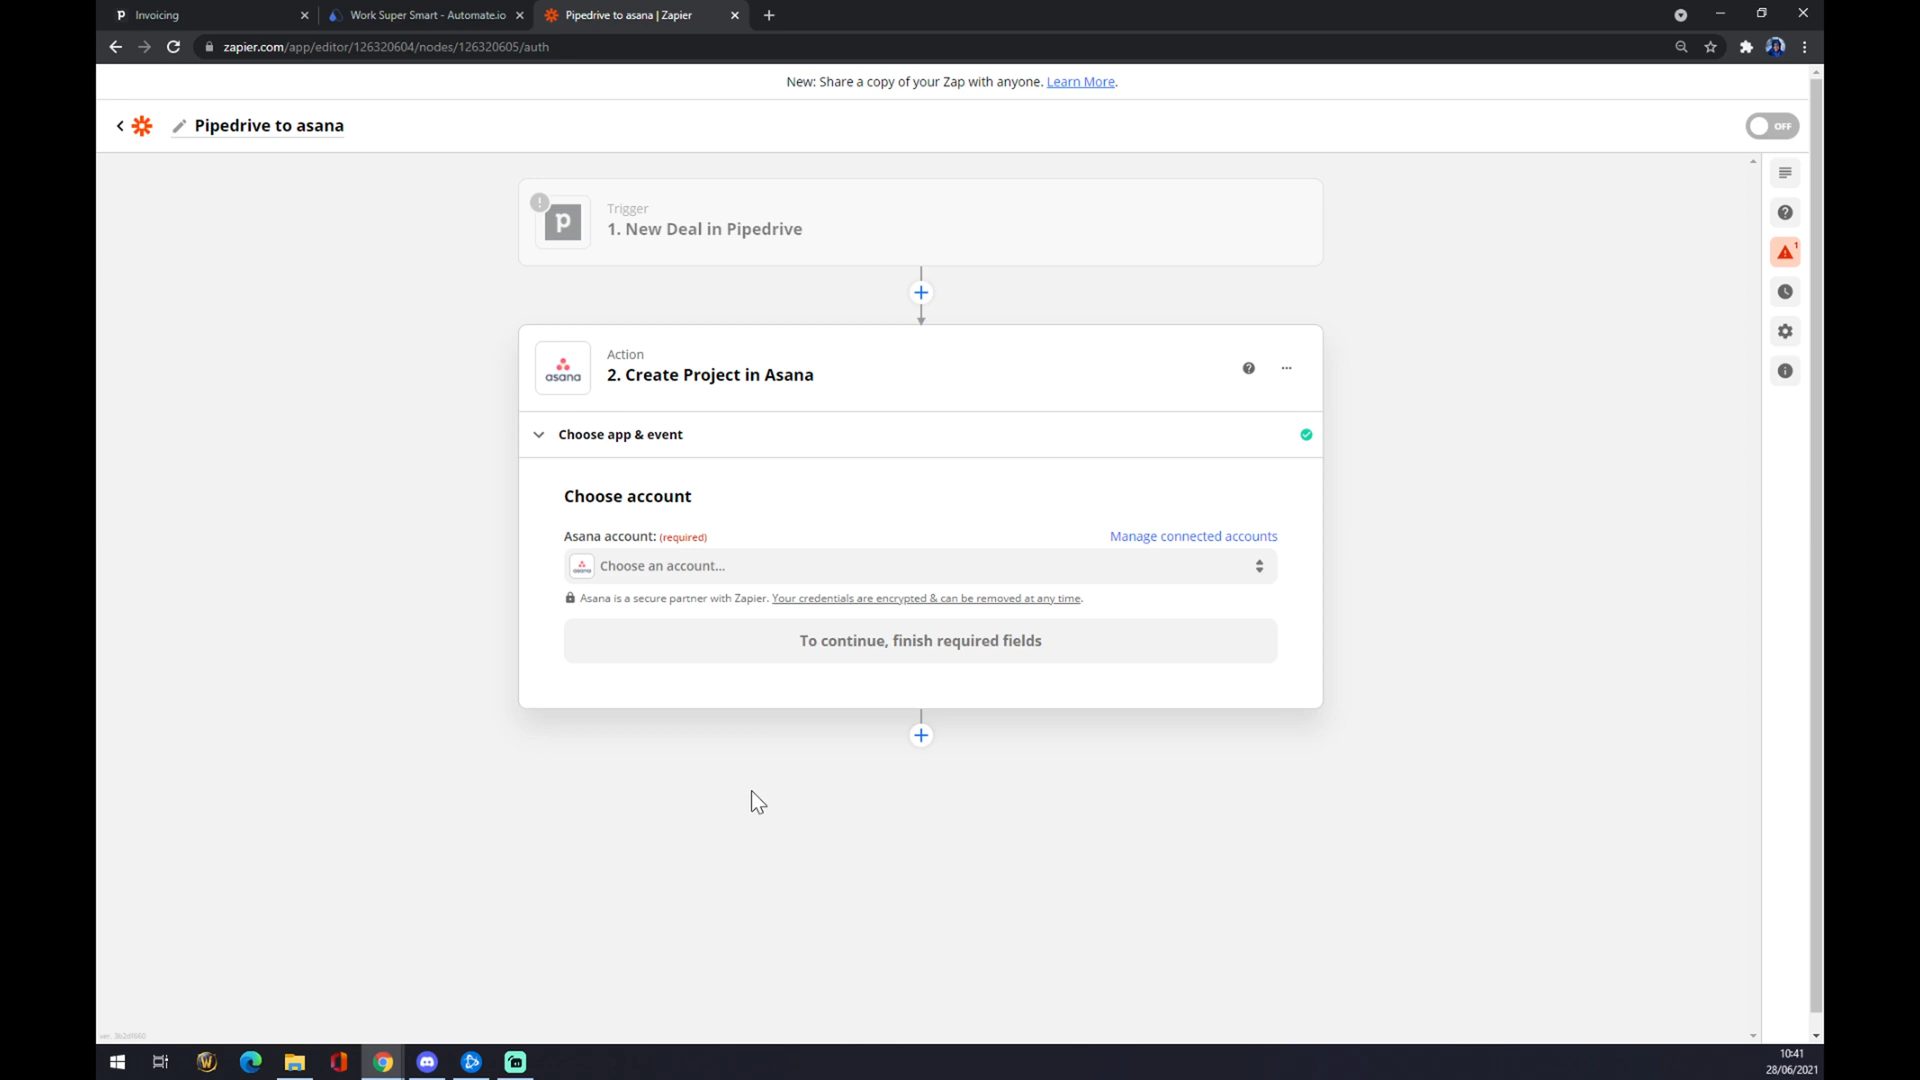 Invoicing
Work Super Smart - Automate.io
Pipedrive to asana | Zapier
zapier.com/app/editor/126320604/nodes/126320605/auth
New: Share a copy of your Zap with anyone. Learn More.
Pipedrive to asana
OFF
Trigger
1. New Deal in Pipedrive
1
asana
Action
2. Create Project in Asana
Choose app & event
Choose account
Asana account: (required)
Manage connected accounts
Choose an account...
Asana is a secure partner with Zapier. Your credentials are encrypted & can be removed at any time.
To continue, finish required fields
10:41
28/06/2021